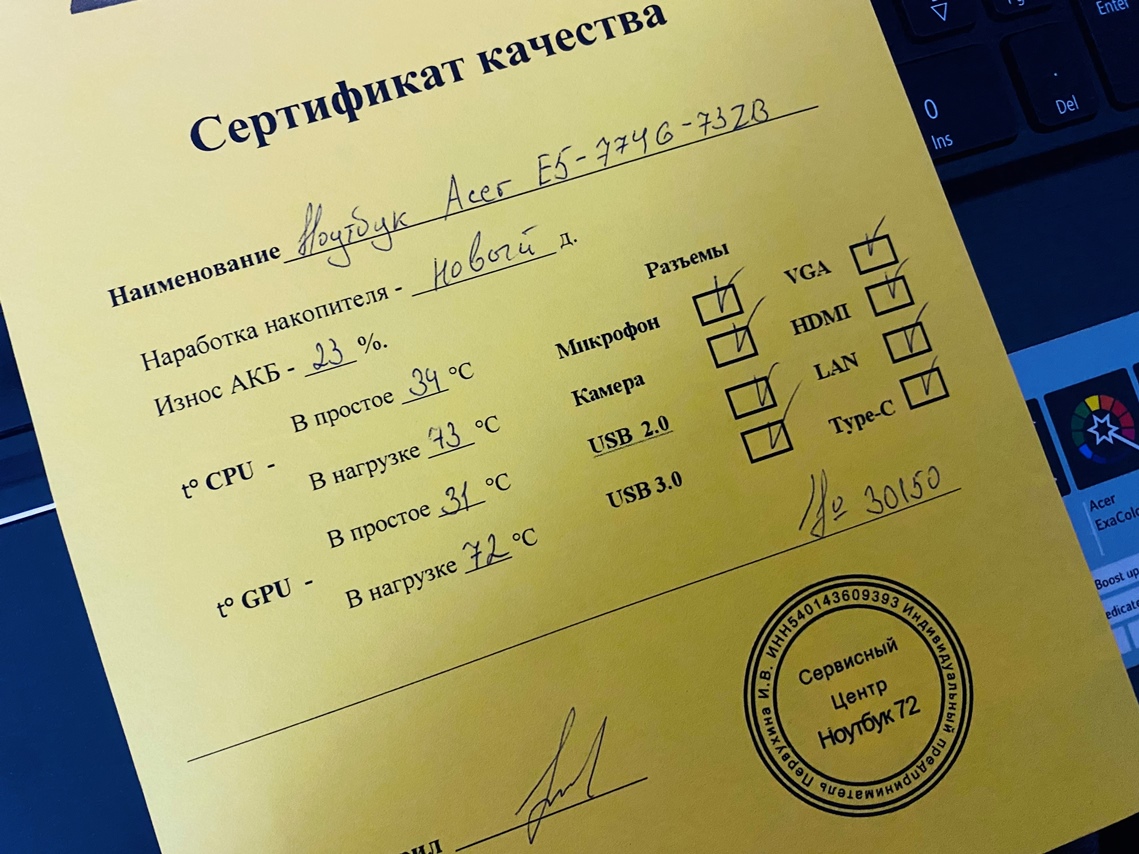 Сертификат качества
Наименование Ноутбук Acer E5-774G-73ZB
Наработка накопителя - новый д.
Износ АКБ - 23 %.
t° CPU -
В простое 34 °C
В нагрузке 73 °C
t° GPU -
В простое 31 °C
В нагрузке 72 °C
Разъемы
Микрофон
Камера
USB 2.0
USB 3.0
VGA
HDMI
LAN
Type-C
№ 30150
Индивидуальный предприниматель Первухина И.В. ИНН540143609393
Сервисный
Центр
Ноутбук 72
0
Ins
.
Del
Enter
Acer
Boost up